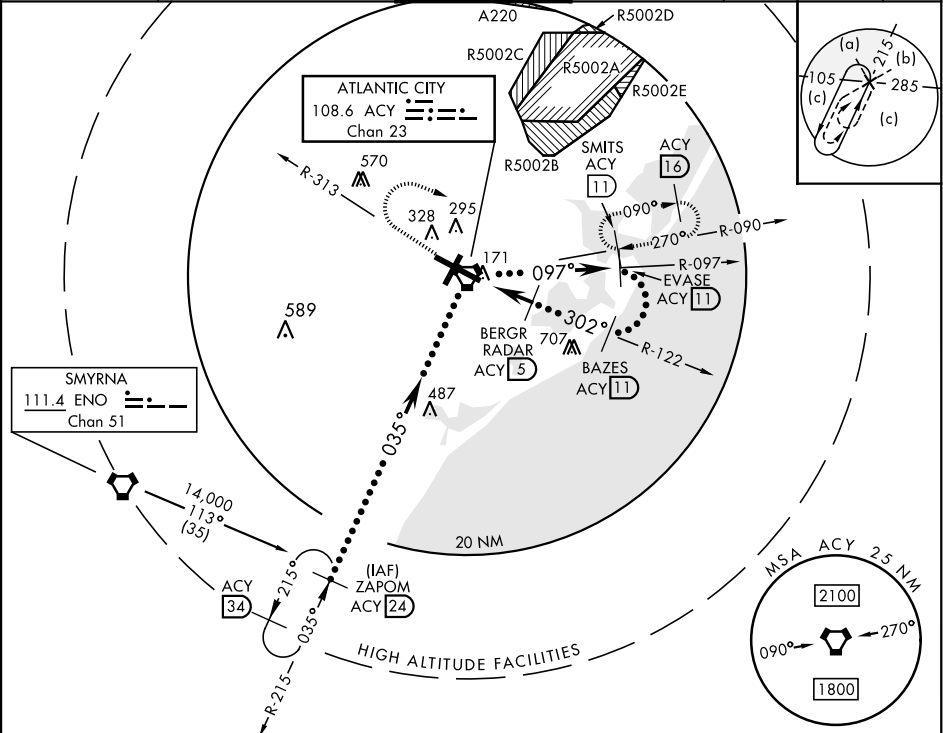 A220
R5002D
R5002C
R5002A
R5002E
R5002B
ATLANTIC CITY
108.6 ACY
Chan 23
(a)
215
(b)
105
285
(c)
(c)
SMITS
ACY
11
ACY
16
R-313
570
328
295
171
090°
270°
R-090
097°
R-097
EVASE
ACY 11
302°
BERGR
RADAR
ACY 5
707
R-122
BAZES
ACY 11
589
487
SMYRNA
111.4 ENO
Chan 51
14,000
113°
(35)
035°
20 NM
ACY
34
215°
035°
(IAF)
ZAPOM
ACY 24
R-215
HIGH ALTITUDE FACILITIES
MSA ACY 25 NM
2100
090°
270°
1800